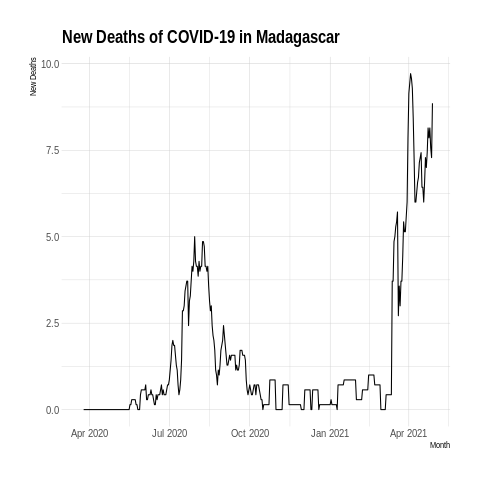 New Deaths of COVID-19 in Madagascar
New Deaths
10.0
7.5
5.0
2.5
0.0
Apr 2020 Jul 2020 Oct 2020 Jan 2021 Apr 2021
Month